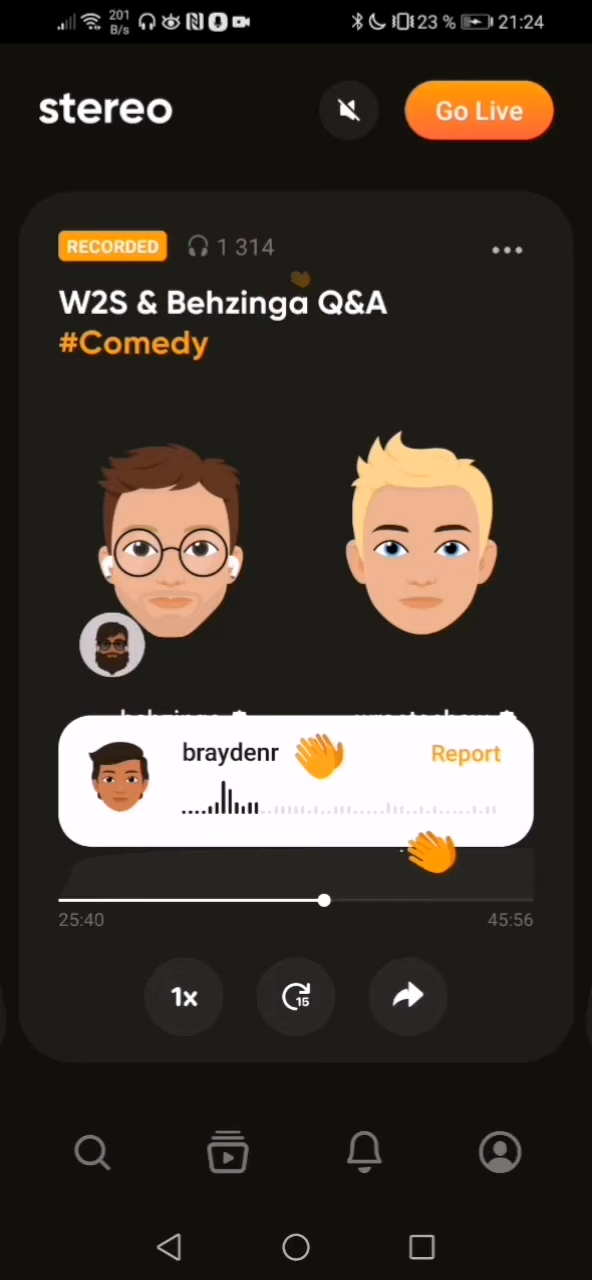 201
B/s
23 %
21:24
stereo
Go Live
RECORDED
1 314
W2S & Behzinga Q&A
#Comedy
braydenr
Report
25:40
45:56
1x
15